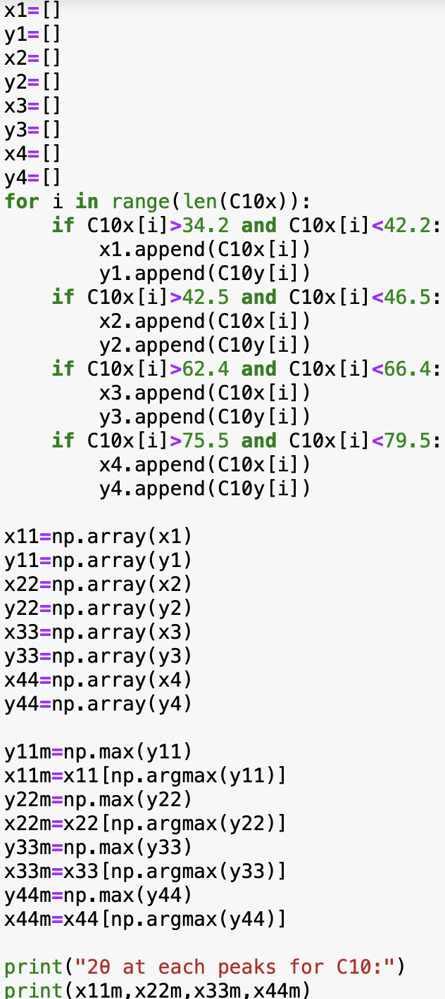 x1=[]
y1=[]
x2=[]
y2=[]
x3=[]
y3=[]
x4=[]
y4=[]
for i in range(len(C10x)):
    if C10x[i]>34.2 and C10x[i]<42.2:
        x1.append(C10x[i])
        y1.append(C10y[i])
    if C10x[i]>42.5 and C10x[i]<46.5:
        x2.append(C10x[i])
        y2.append(C10y[i])
    if C10x[i]>62.4 and C10x[i]<66.4:
        x3.append(C10x[i])
        y3.append(C10y[i])
    if C10x[i]>75.5 and C10x[i]<79.5:
        x4.append(C10x[i])
        y4.append(C10y[i])

x11=np.array(x1)
y11=np.array(y1)
x22=np.array(x2)
y22=np.array(y2)
x33=np.array(x3)
y33=np.array(y3)
x44=np.array(x4)
y44=np.array(y4)

y11m=np.max(y11)
x11m=x11[np.argmax(y11)]
y22m=np.max(y22)
x22m=x22[np.argmax(y22)]
y33m=np.max(y33)
x33m=x33[np.argmax(y33)]
y44m=np.max(y44)
x44m=x44[np.argmax(y44)]

print("2θ at each peaks for C10:")
print(x11m,x22m,x33m,x44m)